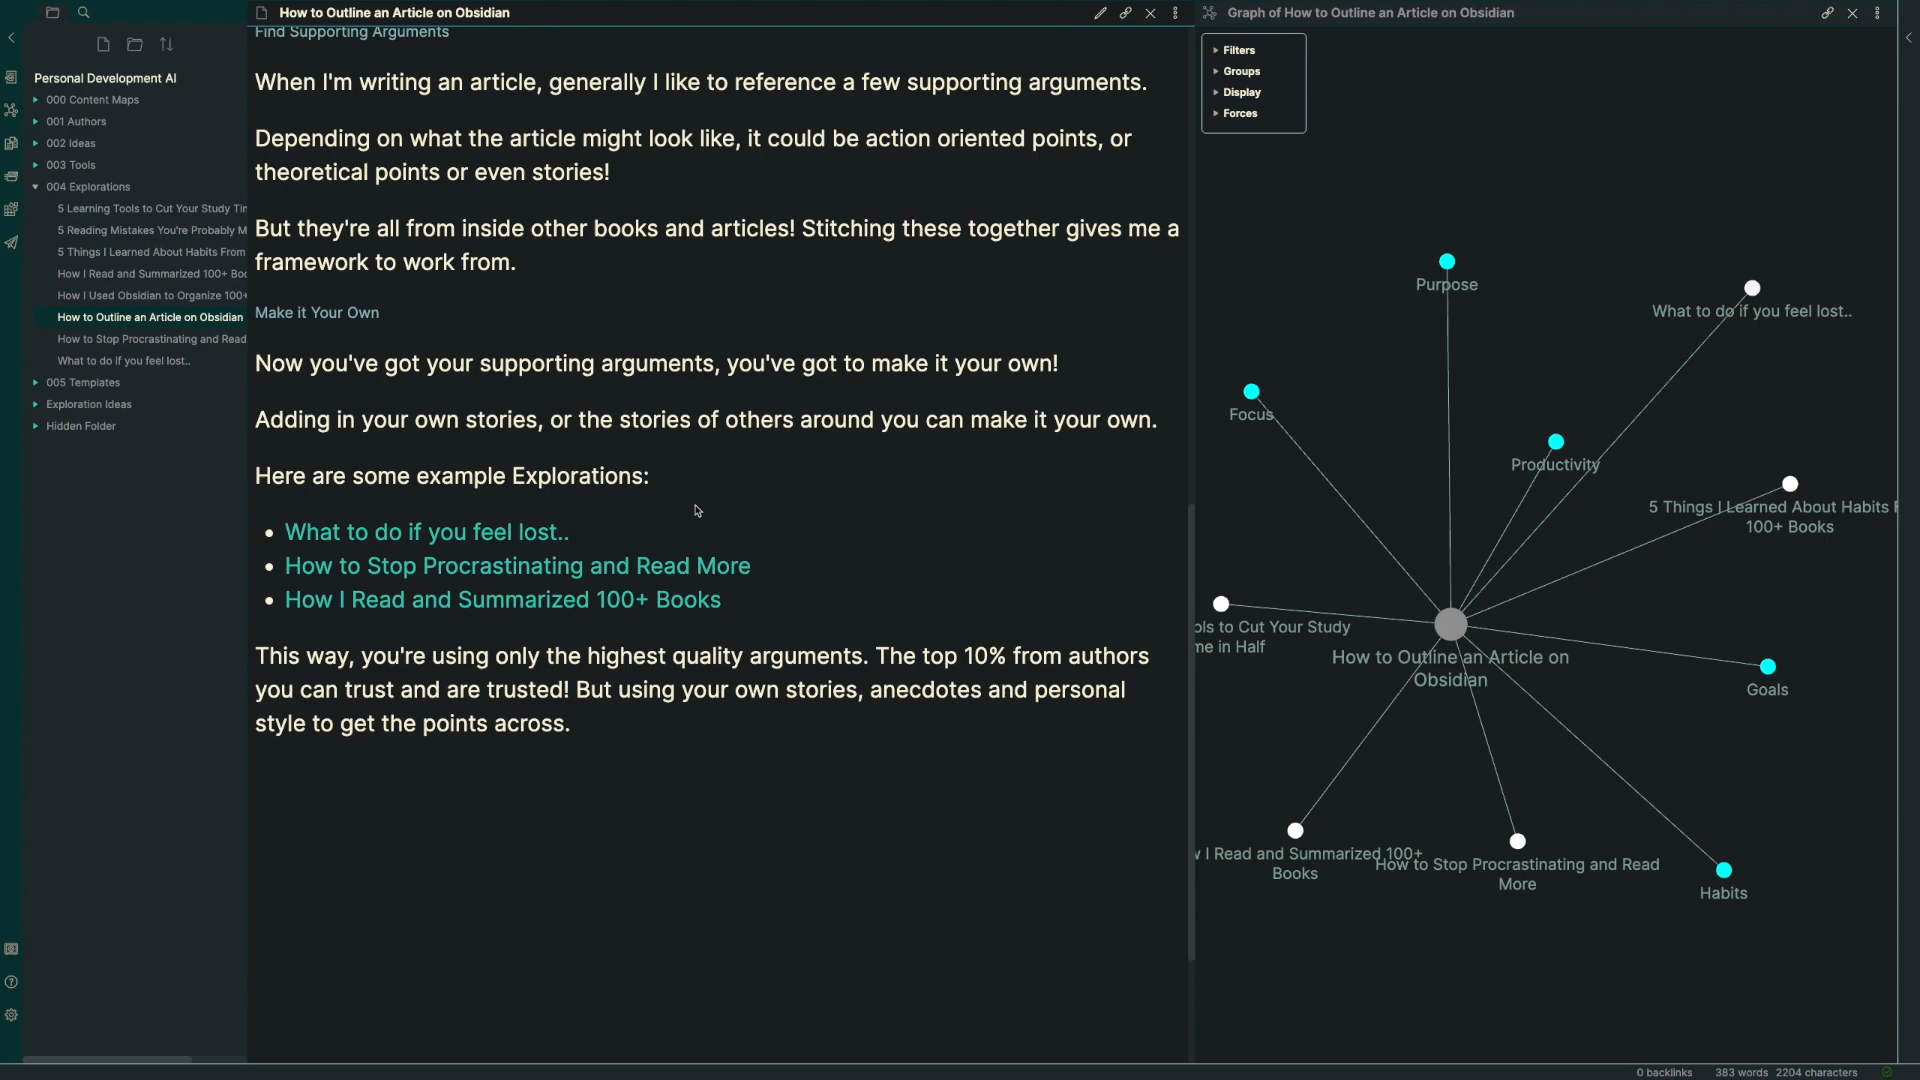 How to Outline an Article on Obsidian
Graph of How to Outline an Article on Obsidian
Personal Development AI
000 Content Maps
001 Authors
002 Ideas
003 Tools
004 Explorations
5 Learning Tools to Cut Your Study Tim
5 Reading Mistakes You're Probably M
5 Things I Learned About Habits From
How I Read and Summarized 100+ Boo
How I Used Obsidian to Organize 100+
How to Outline an Article on Obsidian
How to Stop Procrastinating and Read
What to do if you feel lost..
005 Templates
Exploration Ideas
Hidden Folder
Find Supporting Arguments
When I'm writing an article, generally I like to reference a few supporting arguments.
Depending on what the article might look like, it could be action oriented points, or
theoretical points or even stories!
But they're all from inside other books and articles! Stitching these together gives me a
framework to work from.
Make it Your Own
Now you've got your supporting arguments, you've got to make it your own!
Adding in your own stories, or the stories of others around you can make it your own.
Here are some example Explorations:
• What to do if you feel lost..
• How to Stop Procrastinating and Read More
• How I Read and Summarized 100+ Books
This way, you're using only the highest quality arguments. The top 10% from authors
you can trust and are trusted! But using your own stories, anecdotes and personal
style to get the points across.
Filters
Groups
Display
Forces
Purpose
What to do if you feel lost..
Focus
Productivity
5 Things I Learned About Habits F
100+ Books
ols to Cut Your Study
me in Half
How to Outline an Article on
Obsidian
Goals
w I Read and Summarized 100+
Books
How to Stop Procrastinating and Read
More
Habits
0 backlinks
383 words 2204 characters